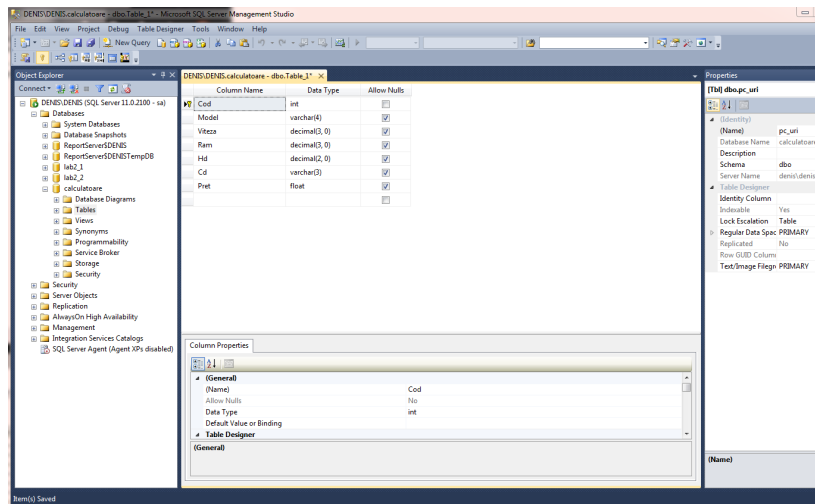 DENIS\DENIS.calculatoare - dbo.Table_1* - Microsoft SQL Server Management Studio
File Edit View Project Debug Table Designer Tools Window Help
New Query
Object Explorer
Connect
DENIS\DENIS (SQL Server 11.0.2100 - sa)
Databases
System Databases
Database Snapshots
ReportServer$DENIS
ReportServer$DENISTempDB
lab2_1
lab2_2
calculatoare
Database Diagrams
Tables
Views
Synonyms
Programmability
Service Broker
Storage
Security
Security
Server Objects
Replication
AlwaysOn High Availability
Management
Integration Services Catalogs
SQL Server Agent (Agent XPs disabled)
DENIS\DENIS.calculatoare - dbo.Table_1*
Column Name Data Type Allow Nulls
Cod int
Model varchar(4)
Viteza decimal(3, 0)
Ram decimal(3, 0)
Hd decimal(2, 0)
Cd varchar(3)
Pret float
Column Properties
(General)
(Name) Cod
Allow Nulls No
Data Type int
Default Value or Binding
Table Designer
(General)
Properties
[Tbl] dbo.pc_uri
(Identity)
(Name) pc_uri
Database Name calculatoare
Description
Schema dbo
Server Name denis\denis
Table Designer
Identity Column
Indexable Yes
Lock Escalation Table
Regular Data Spac PRIMARY
Replicated No
Row GUID Column
Text/Image Filegr PRIMARY
(Name)
Item(s) Saved